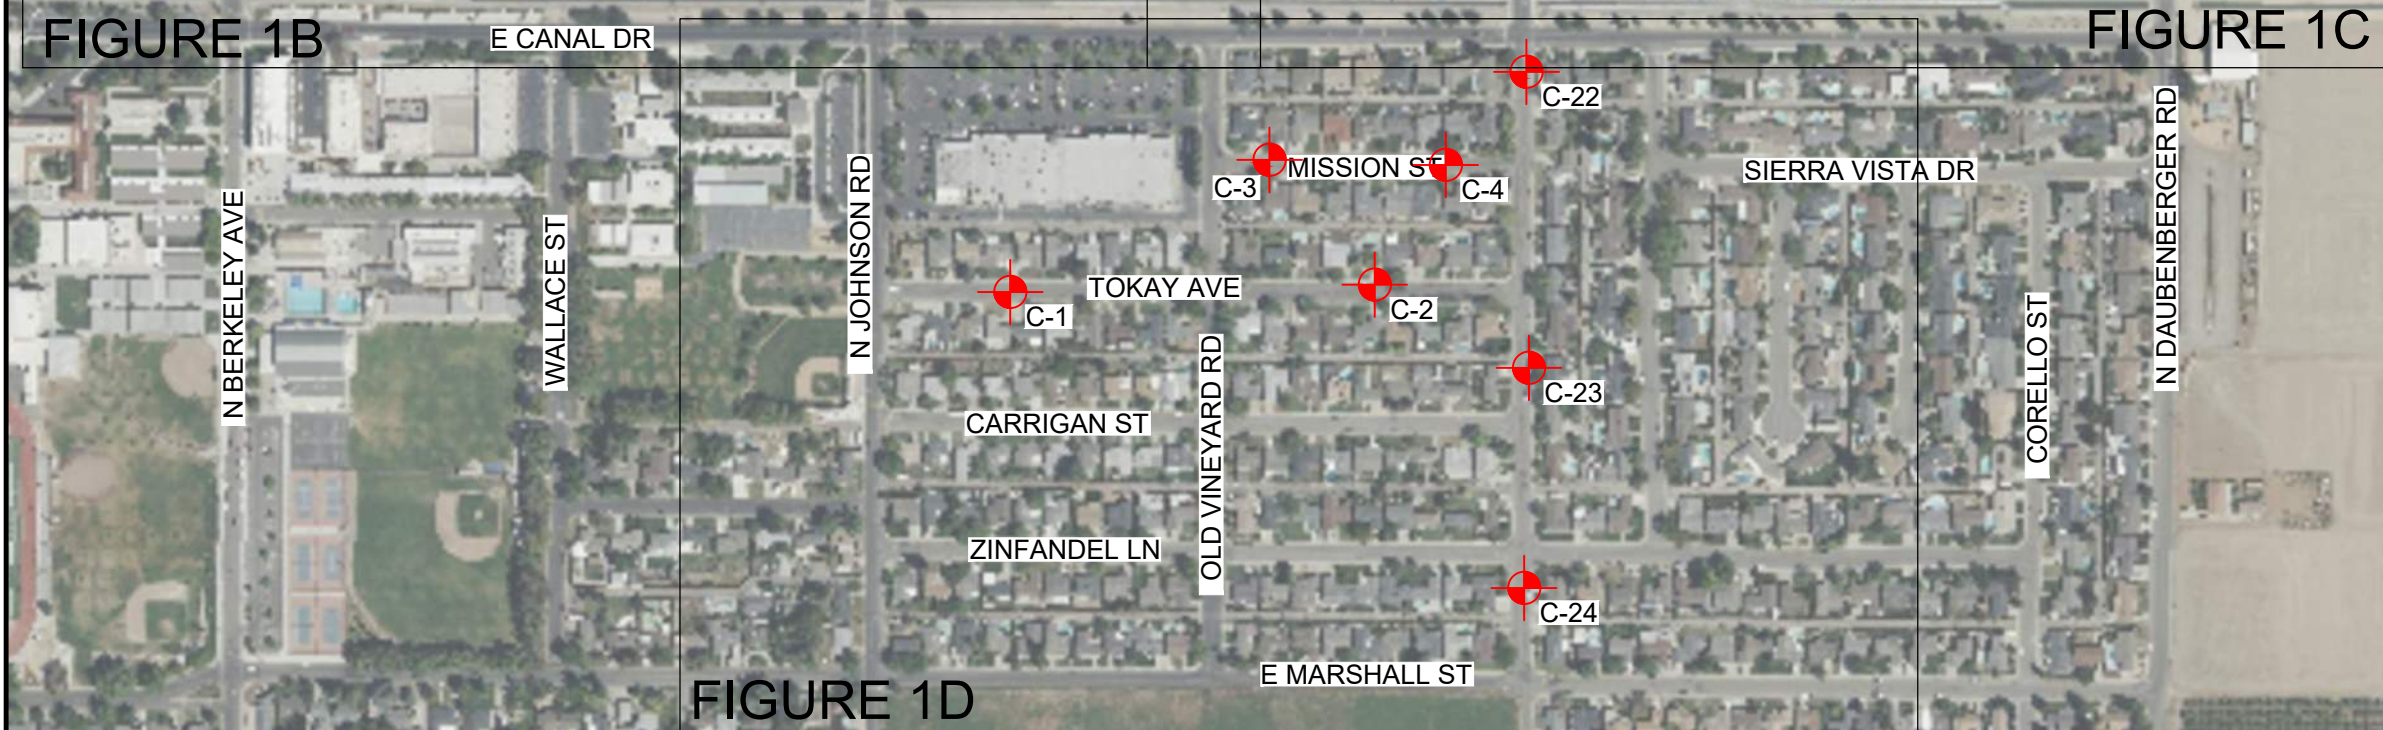 FIGURE 1B
E CANAL DR
FIGURE 1C
C-22
N BERKELEY AVE
WALLACE ST
N JOHNSON RD
C-3
MISSION ST
C-4
SIERRA VISTA DR
N DAUBENBERGER RD
TOKAY AVE
C-1
C-2
C-23
CARRIGAN ST
OLD VINEYARD RD
CORELLO ST
ZINFANDEL LN
C-24
E MARSHALL ST
FIGURE 1D